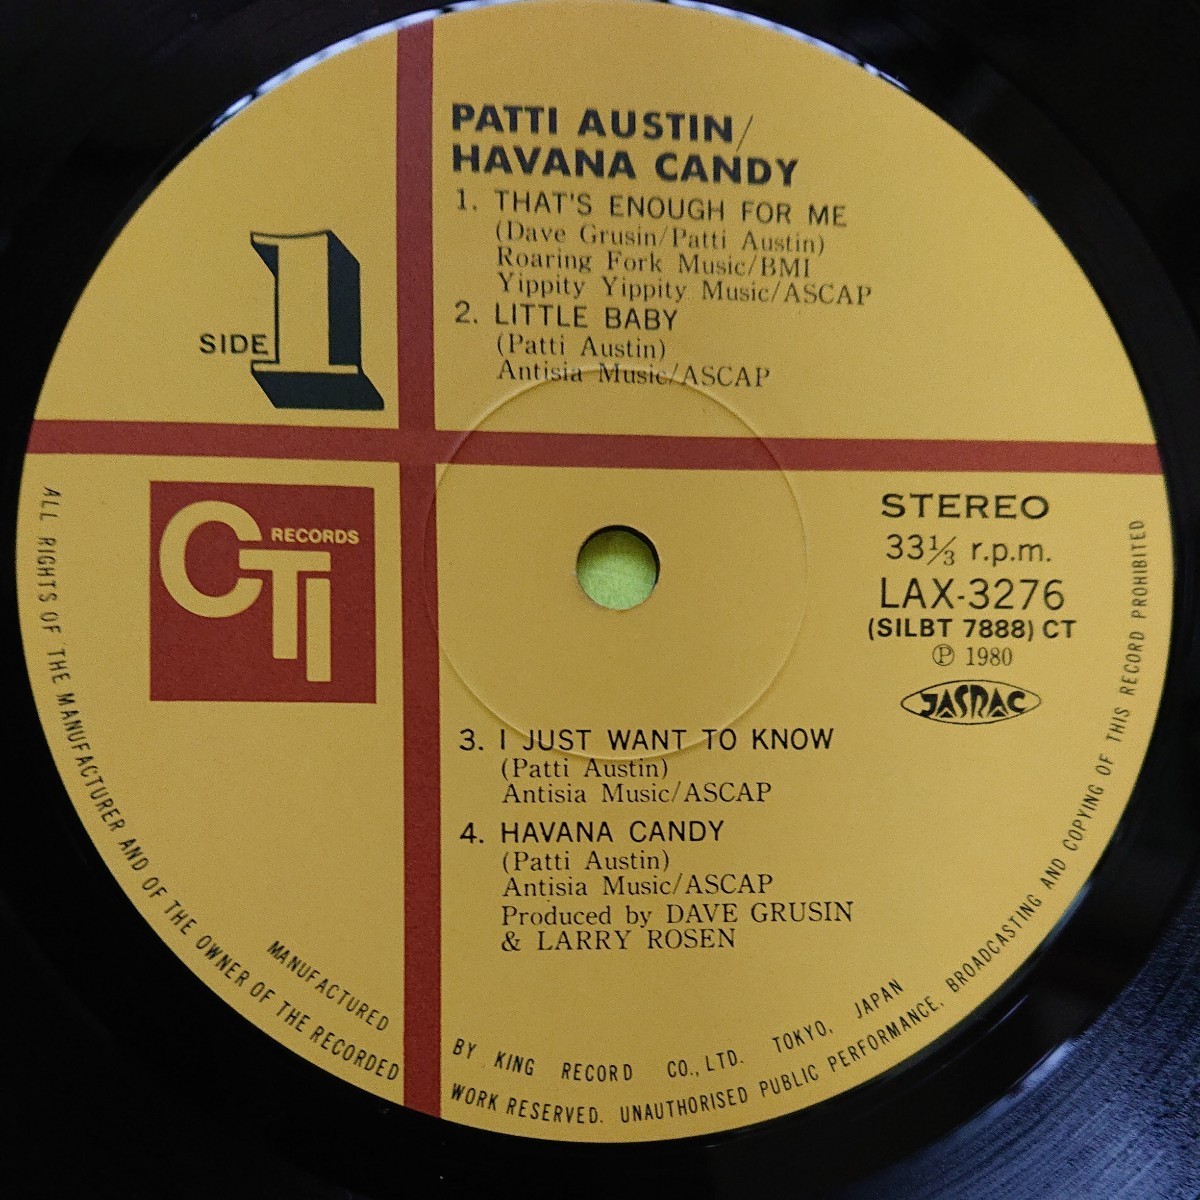 PATTI AUSTIN/
HAVANA CANDY
1. THAT'S ENOUGH FOR ME
(Dave Grusin/Patti Austin)
Roaring Fork Music/BMI
Yippity Yippity Music/ASCAP
2. LITTLE BABY
(Patti Austin)
Antisia Music/ASCAP
SIDE 1
CTI RECORDS
STEREO
33⅓ r.p.m.
LAX-3276
(SILBT 7888) CT
Ⓟ 1980
JASRAC
3. I JUST WANT TO KNOW
(Patti Austin)
Antisia Music/ASCAP
4. HAVANA CANDY
(Patti Austin)
Antisia Music/ASCAP
Produced by DAVE GRUSIN
& LARRY ROSEN
MANUFACTURED BY KING RECORD CO., LTD. TOKYO, JAPAN
ALL RIGHTS OF THE MANUFACTURER AND OF THE OWNER OF THE RECORDED WORK RESERVED. UNAUTHORISED PUBLIC PERFORMANCE, BROADCASTING AND COPYING OF THIS RECORD PROHIBITED